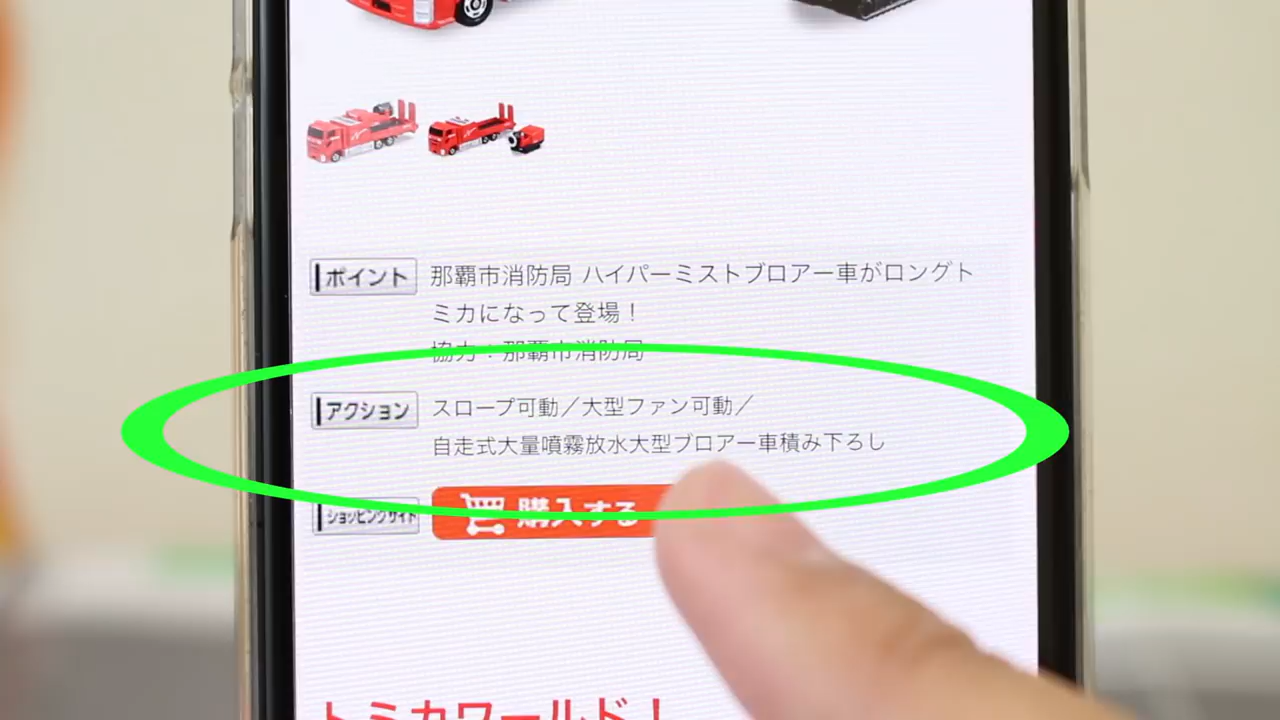 ポイント
那覇市消防局 ハイパーミストブロアー車がロングト
ミカになって登場！
協力：那覇市消防局
アクション
スロープ可動／大型ファン可動／
自走式大量噴霧放水大型ブロアー車積み下ろし
ショッピングサイト
購入する
トミカワールド！